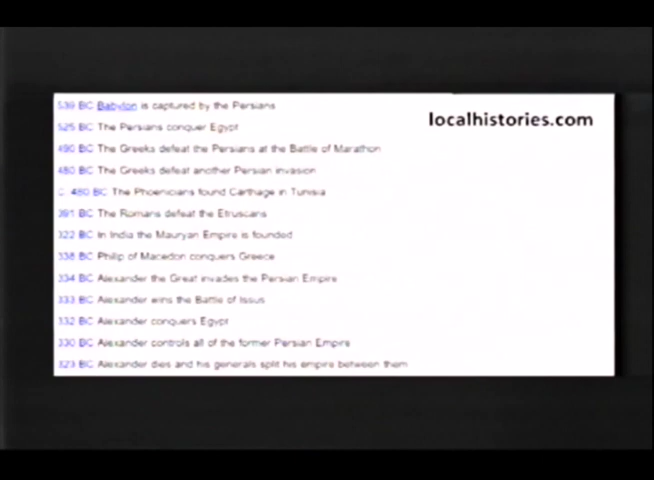 539 BC Babylon is captured by the Persians
localhistories.com
525 BC The Persians conquer Egypt
490 BC The Greeks defeat the Persians at the Battle of Marathon
480 BC The Greeks defeat another Persian invasion
C. 480 BC The Phoenicians found Carthage in Tunisia
391 BC The Romans defeat the Etruscans
322 BC In India the Mauryan Empire is founded
338 BC Philip of Macedon conquers Greece
334 BC Alexander the Great invades the Persian Empire
333 BC Alexander wins the Battle of Issus
332 BC Alexander conquers Egypt
330 BC Alexander controls all of the former Persian Empire
323 BC Alexander dies and his generals split his empire between them